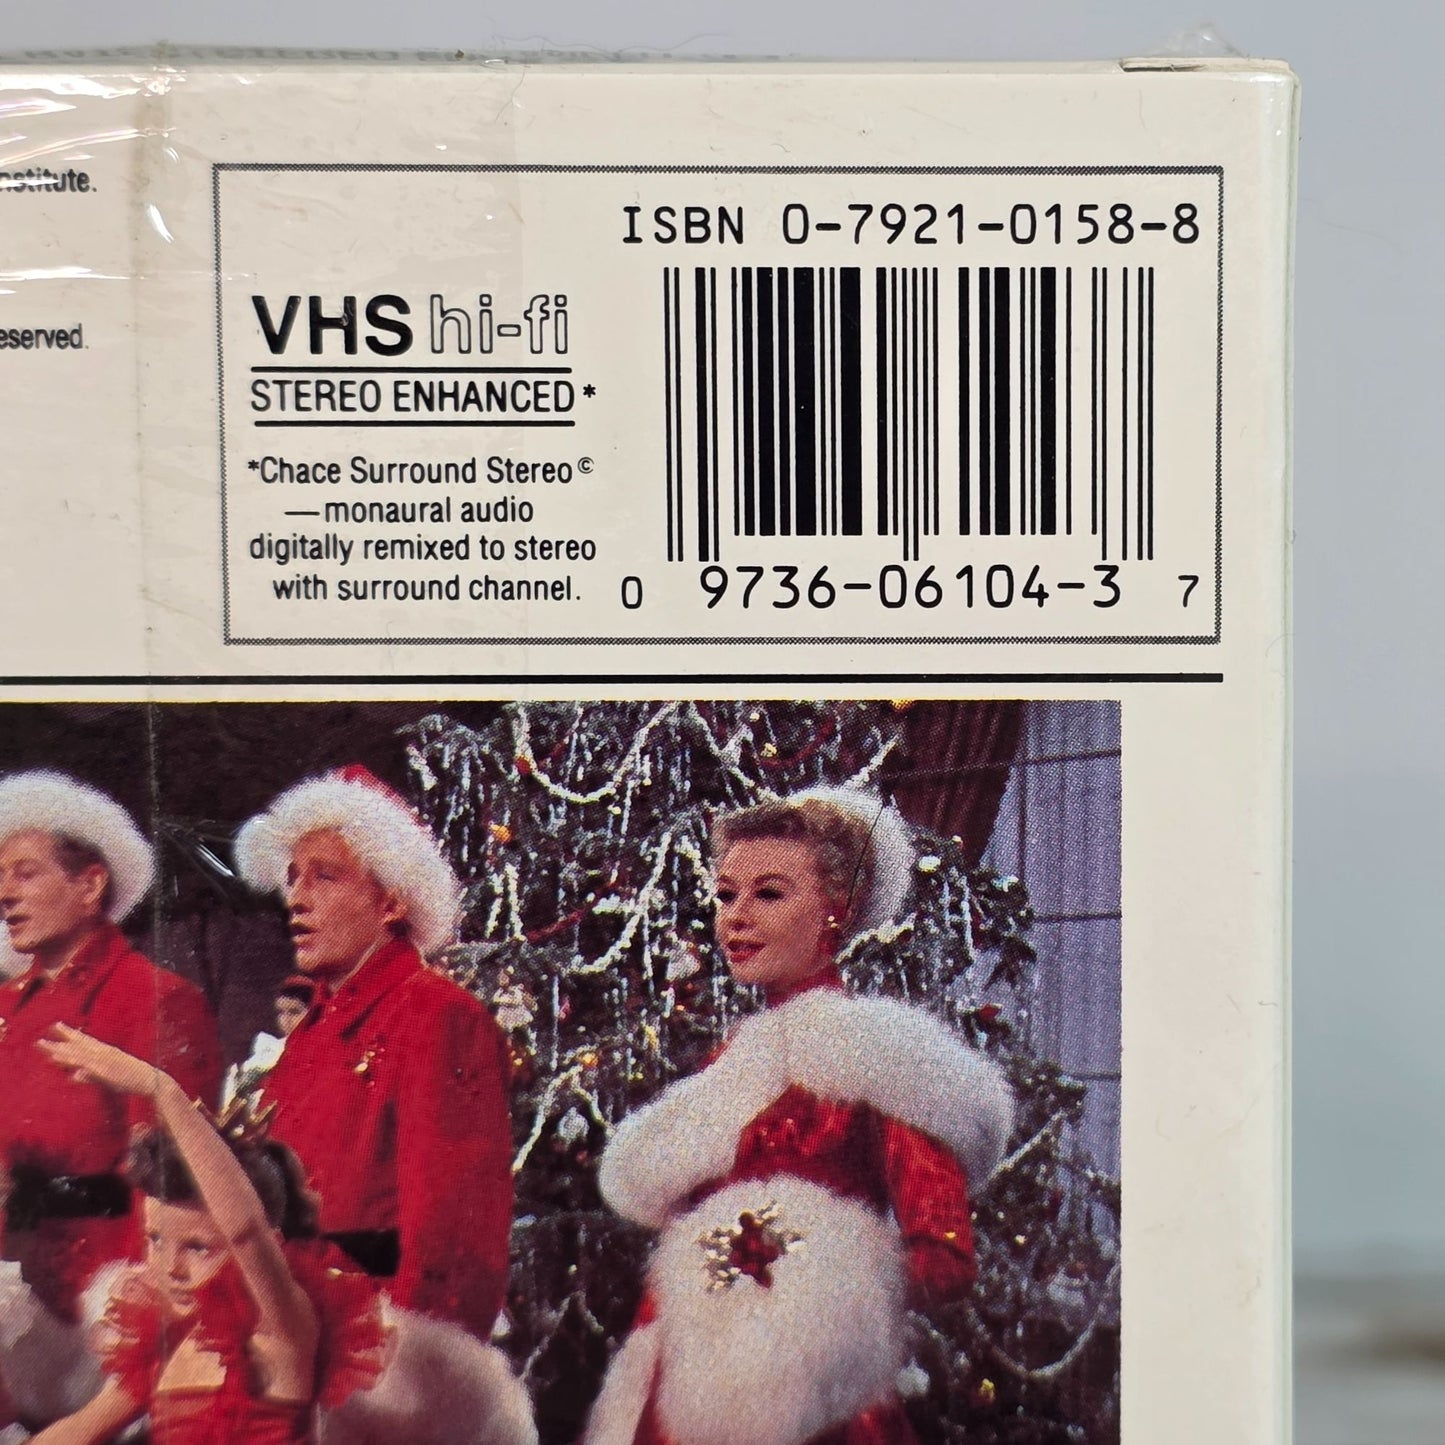 institute.
eserved.
ISBN 0-7921-0158-8
VHS hi-fi
STEREO ENHANCED*
*Chace Surround Stereo©
—monaural audio
digitally remixed to stereo
with surround channel.
0 9736-06104-3 7